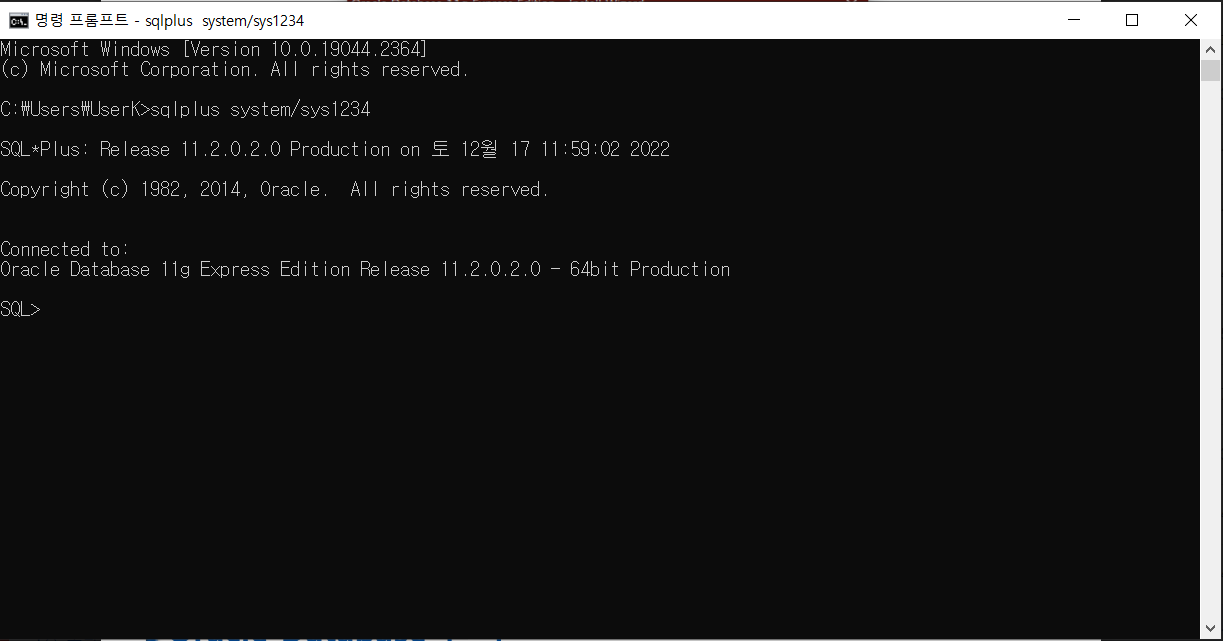 명령 프롬프트 - sqlplus  system/sys1234
Microsoft Windows [Version 10.0.19044.2364]
(c) Microsoft Corporation. All rights reserved.
C:₩Users₩UserK>sqlplus system/sys1234
SQL*Plus: Release 11.2.0.2.0 Production on 토 12월 17 11:59:02 2022
Copyright (c) 1982, 2014, Oracle.  All rights reserved.
Connected to:
Oracle Database 11g Express Edition Release 11.2.0.2.0 - 64bit Production
SQL>